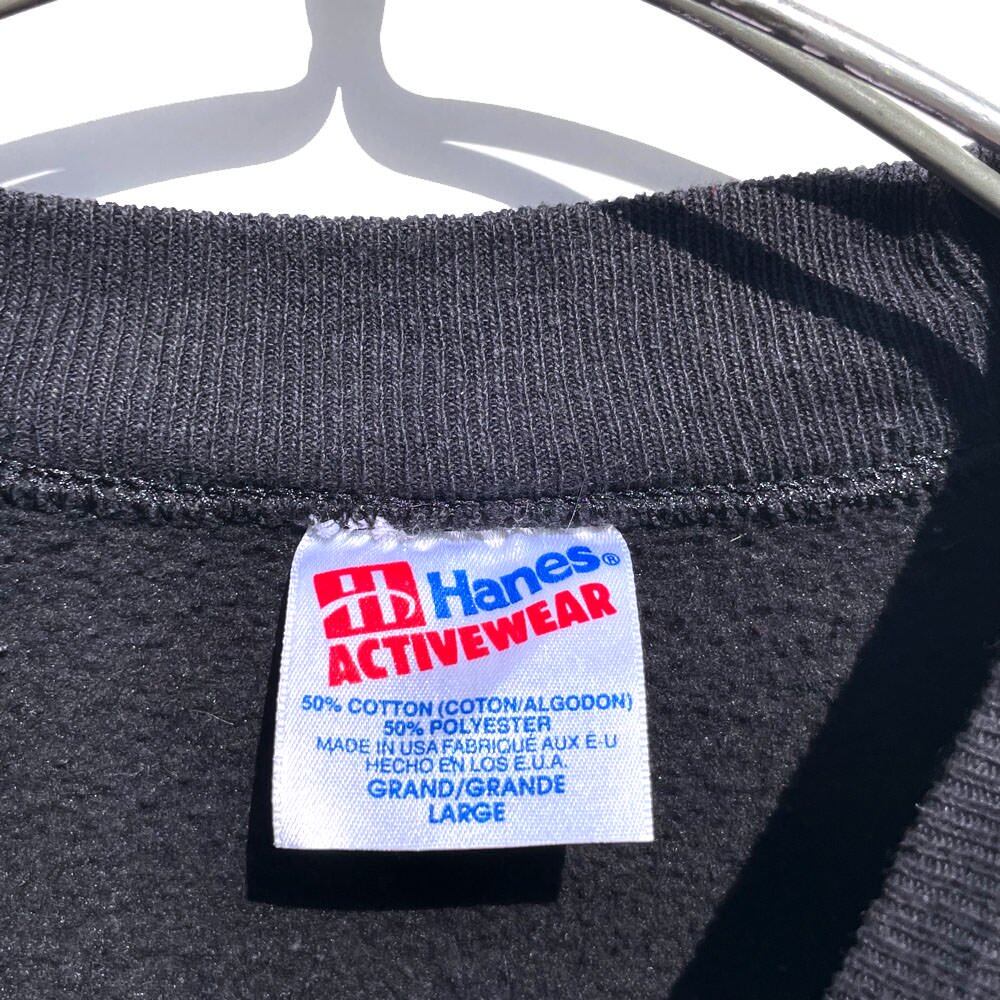 Hanes®
ACTIVEWEAR
50% COTTON (COTON/ALGODON)
50% POLYESTER
MADE IN USA FABRIQUÉ AUX É-U
HECHO EN LOS E.U.A.
GRAND/GRANDE
LARGE